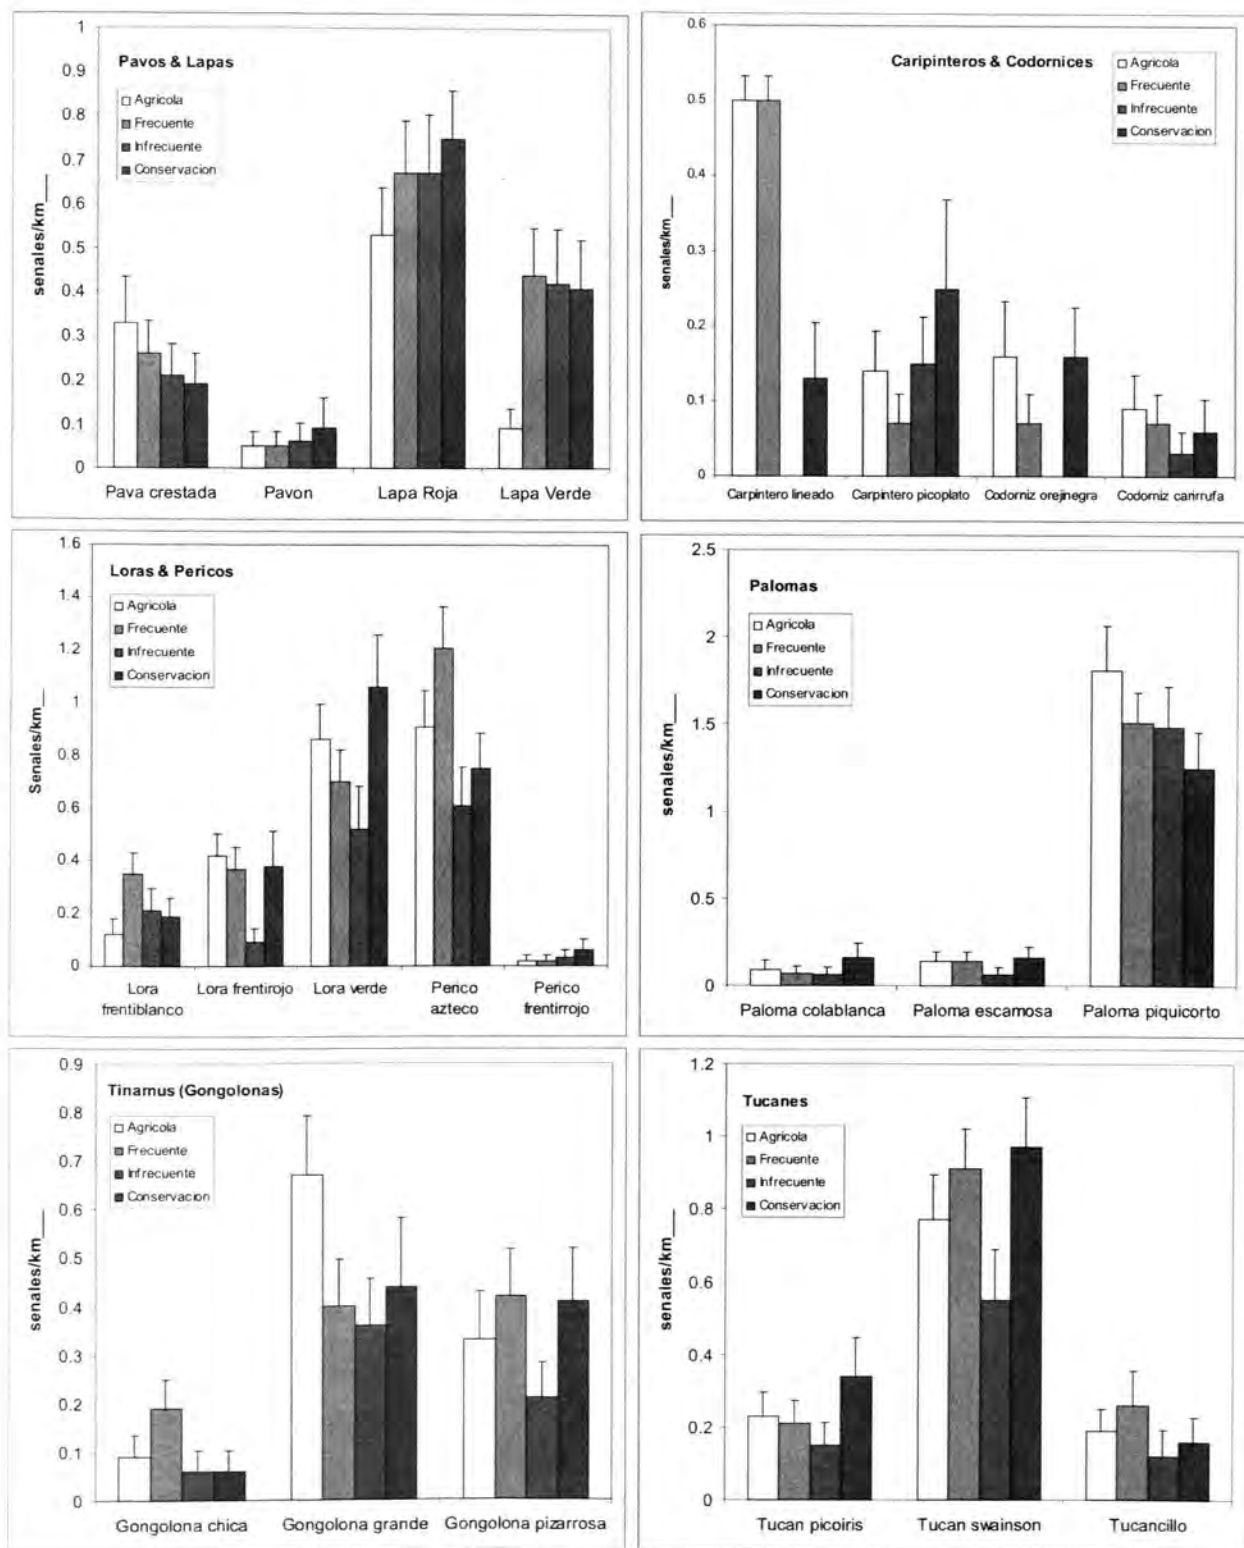 Pavos & Lapas
Agricola
Frecuente
Infrecuente
Conservacion
senales/km___
1
0.9
0.8
0.7
0.6
0.5
0.4
0.3
0.2
0.1
0
Pava crestada Pavon Lapa Roja Lapa Verde
Caripinteros & Codornices
Agricola
Frecuente
Infrecuente
Conservacion
senales/km___
0.6
0.5
0.4
0.3
0.2
0.1
0
Carpintero lineado Carpintero picoplato Codorniz orejinegra Codorniz carirrufa
Loras & Pericos
Agricola
Frecuente
Infrecuente
Conservacion
Senales/km__
1.6
1.4
1.2
1
0.8
0.6
0.4
0.2
0
Lora Lora frentirojo Lora verde Perico Perico
frentiblanco azteco frentirrojo
Palomas
Agricola
Frecuente
Infrecuente
Conservacion
senales/km___
2.5
2
1.5
1
0.5
0
Paloma colablanca Paloma escamosa Paloma piquicorto
Tinamus (Gongolonas)
Agricola
Frecuente
Infrecuente
Conservacion
senales/km___
0.9
0.8
0.7
0.6
0.5
0.4
0.3
0.2
0.1
0
Gongolona chica Gongolona grande Gongolona pizarrosa
Tucanes
Agricola
Frecuente
Infrecuente
Conservacion
senales/km___
1.2
1
0.8
0.6
0.4
0.2
0
Tucan picoiris Tucan swainson Tucancillo